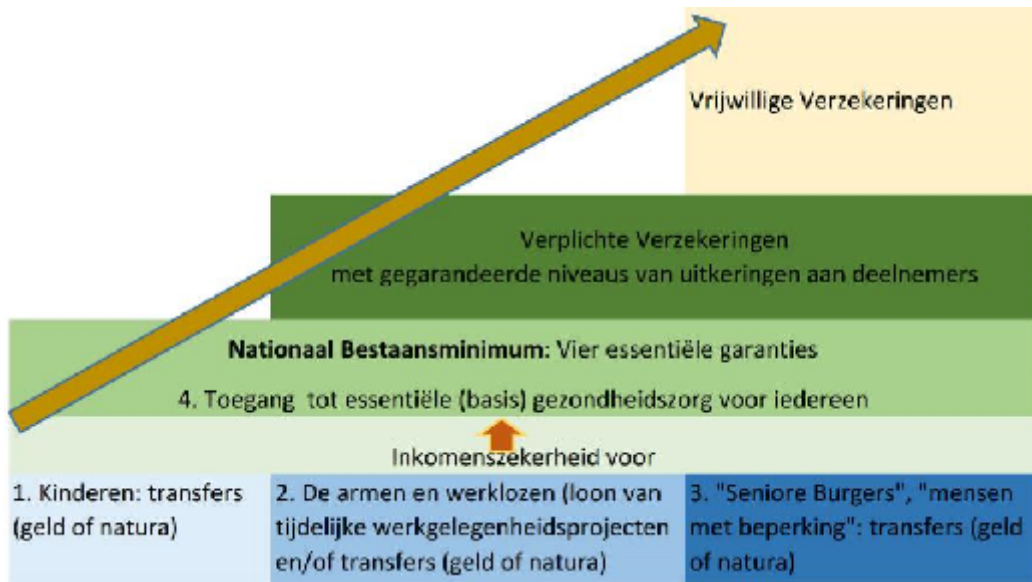 Vrijwillige Verzekeringen
Verplichte Verzekeringen
met gegarandeerde niveaus van uitkeringen aan deelnemers
Nationaal Bestaansminimum: Vier essentiële garanties
4. Toegang tot essentiële (basis) gezondheidszorg voor iedereen
Inkomenszekerheid voor
1. Kinderen: transfers
(geld of natura)
2. De armen en werklozen (loon van
tijdelijke werkgelegenheidsprojecten
en/of transfers (geld of natura)
3. "Seniore Burgers", "mensen
met beperking": transfers (geld
of natura)